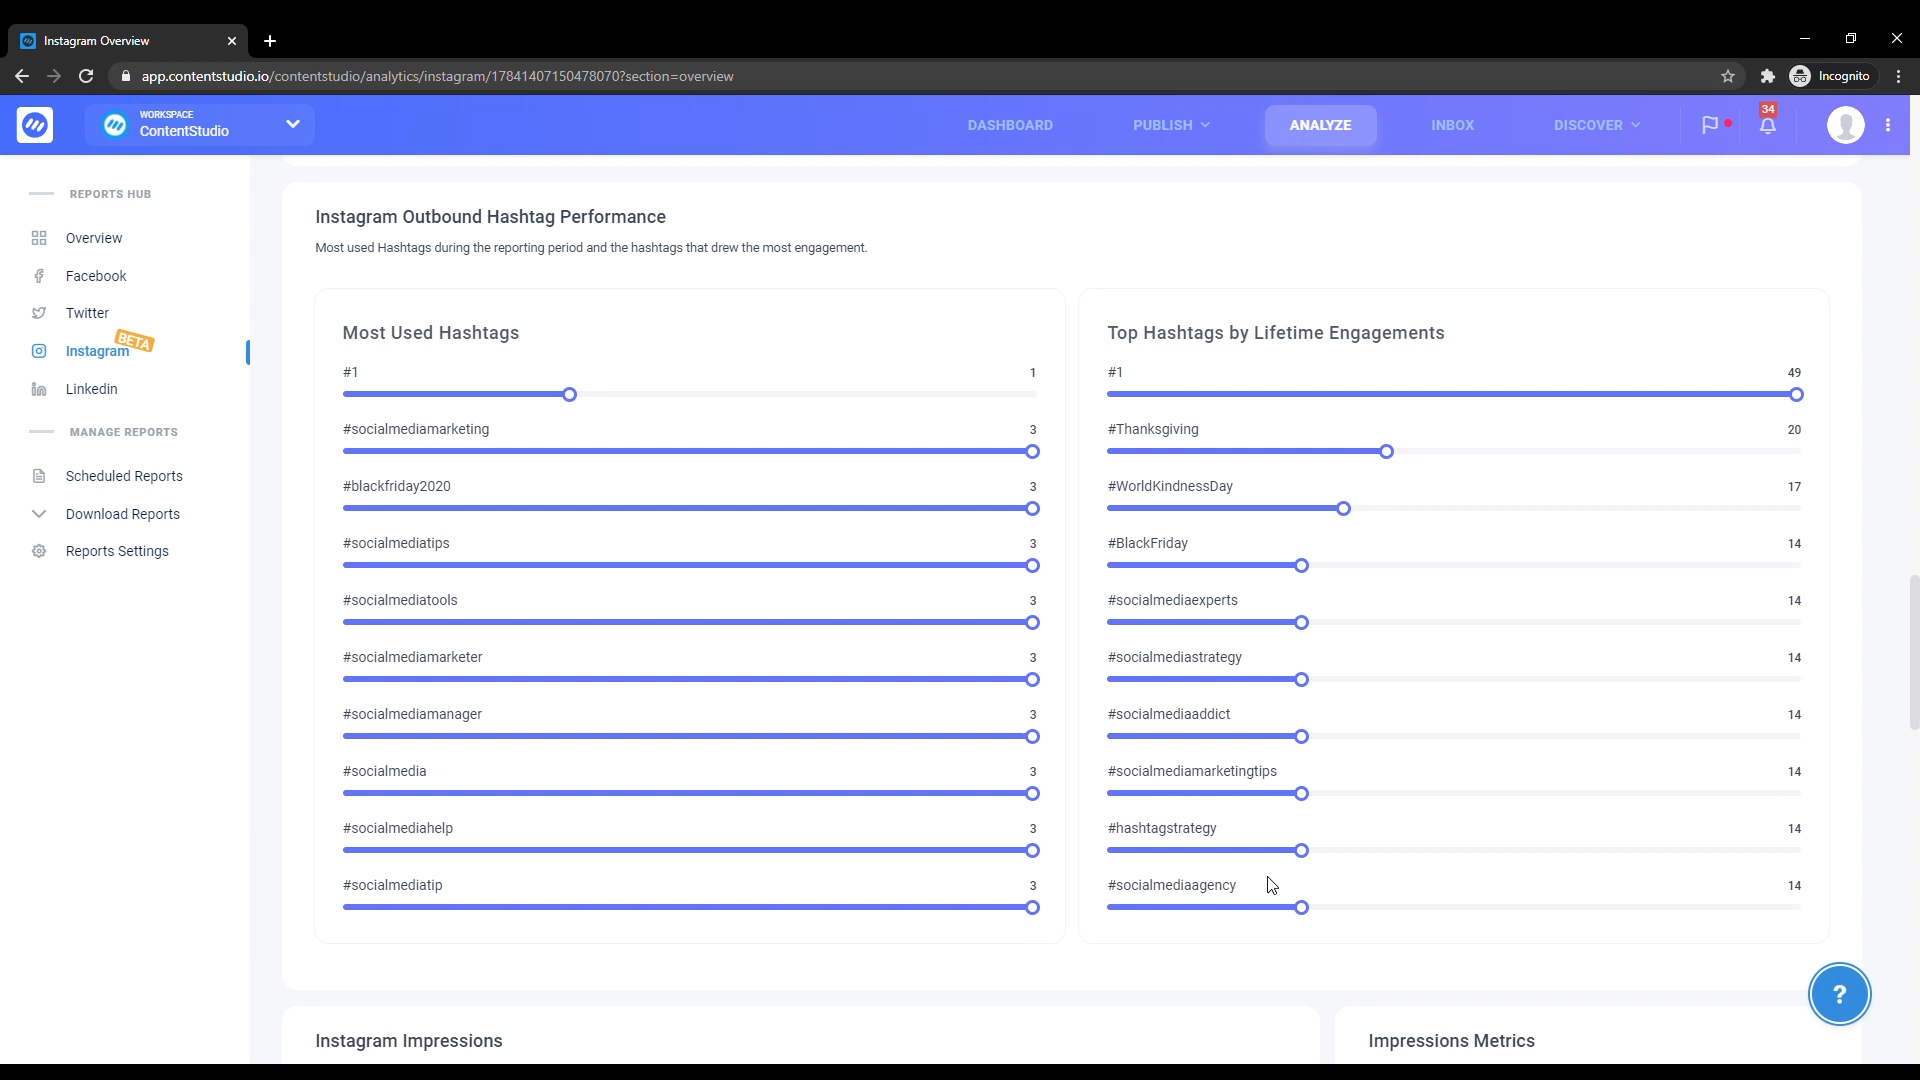 Instagram Overview
app.contentstudio.io/contentstudio/analytics/instagram/17841407150478070?section=overview
Incognito
WORKSPACE
ContentStudio
DASHBOARD
PUBLISH
ANALYZE
INBOX
DISCOVER
34
REPORTS HUB
Overview
Facebook
Twitter
Instagram
BETA
Linkedin
MANAGE REPORTS
Scheduled Reports
Download Reports
Reports Settings
Instagram Outbound Hashtag Performance
Most used Hashtags during the reporting period and the hashtags that drew the most engagement.
Most Used Hashtags
#1 1
#socialmediamarketing 3
#blackfriday2020 3
#socialmediatips 3
#socialmediatools 3
#socialmediamarketer 3
#socialmediamanager 3
#socialmedia 3
#socialmediahelp 3
#socialmediatip 3
Top Hashtags by Lifetime Engagements
#1 49
#Thanksgiving 20
#WorldKindnessDay 17
#BlackFriday 14
#socialmediaexperts 14
#socialmediastrategy 14
#socialmediaaddict 14
#socialmediamarketingtips 14
#hashtagstrategy 14
#socialmediaagency 14
?
Instagram Impressions
Impressions Metrics